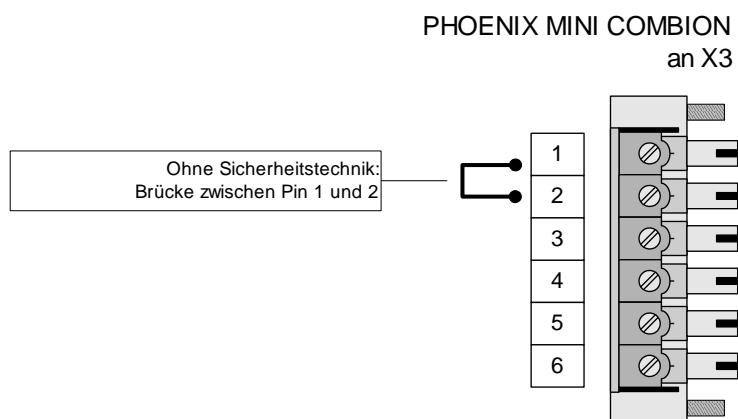 PHOENIX MINI COMBION
an X3
Ohne Sicherheitstechnik:
Brücke zwischen Pin 1 und 2
1
2
3
4
5
6